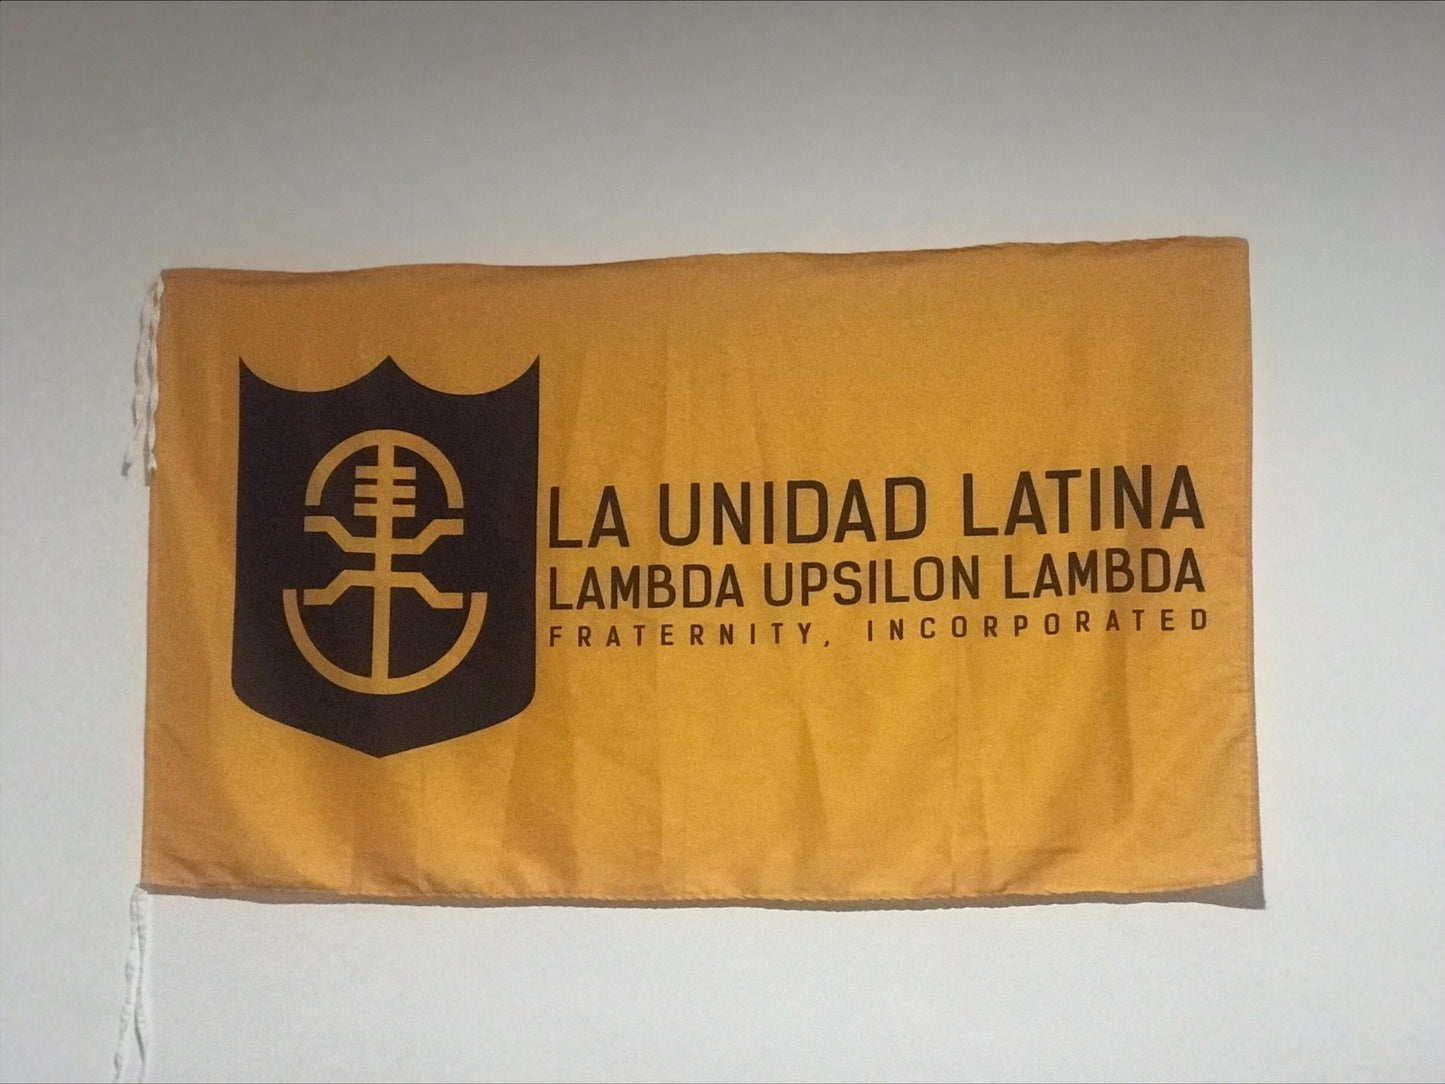 LA UNIDAD LATINA
LAMBDA UPSILON LAMBDA
FRATERNITY, INCORPORATED